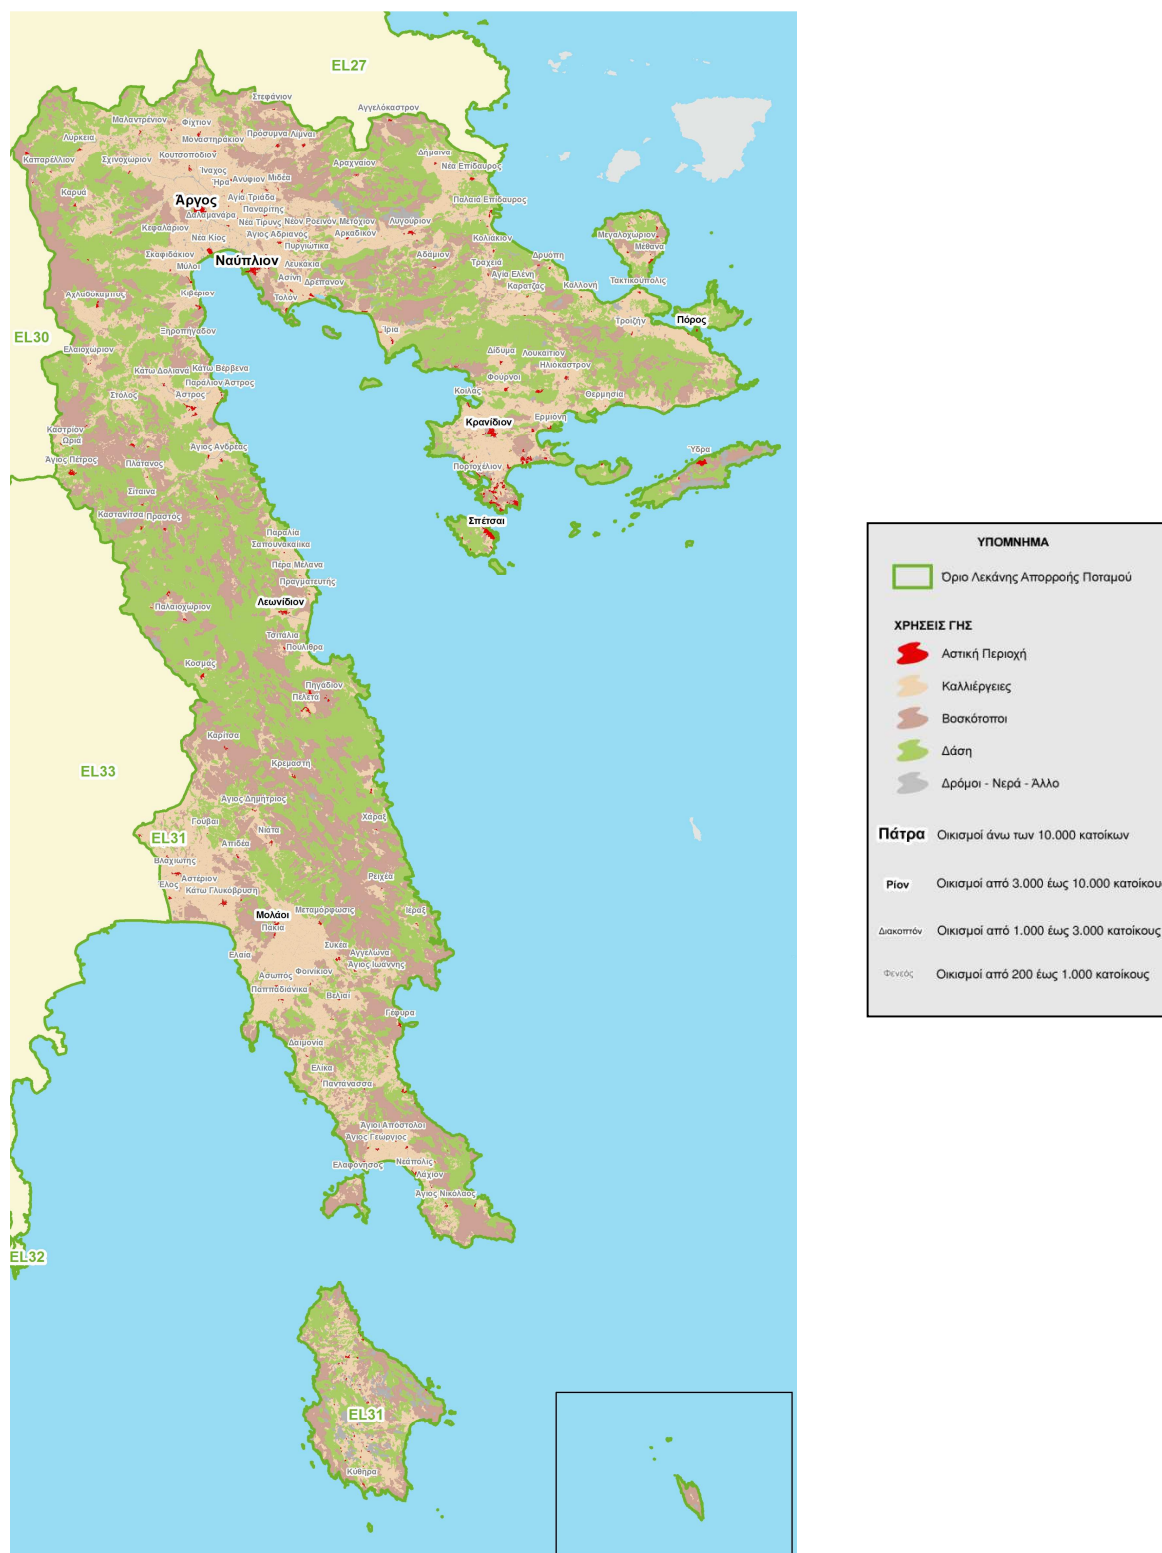 EL27
Στεφάνιον
Αγγελόκαστρον
Μαλαντρένιον
Φίχτιον
Λύρκεια
Μοναστηράκιον
Πρόσυμνα
Λίμναι
Καπαρέλλιον
Σχινοχώριον
Κουτσοπόδιον
Αραχναίον
Δήμαινα
Ίναχος
Νέα Επίδαυρος
Ήρα
Ανυφίον
Μιδέα
Καρυά
Άργος
Αγία Τριάδα
Παλαιά Επίδαυρος
Δαλαμανάρα
Παναρίτης
Κεφαλάριον
Νέα Τίρυνς
Νέον Ροεινόν
Μετόχιον
Λυγουριόν
Μεγαλοχώριον
Νέα Κίος
Άγιος Αδριανός
Αρκαδικόν
Κολιάκιον
Μέθανα
Πυργιώτικα
Σκαφιδάκιον
Ναύπλιον
Λευκάκια
Αδάμιον
Τραχειά
Δρυόπη
Μύλοι
Ασίνη
Δρέπανον
Αγία Ελένη
Καρατζάς
Καλλονή
Τακτικούπολις
Αχλαδόκαμπος
Κιβέριον
Τολόν
Πόρος
Ξηροπήγαδον
Ίρια
Τροιζήν
EL30
Ελαιοχώριον
Δίδυμα
Λουκαΐτιον
Κάτω Δολιανά
Κάτω Βέρβενα
Ηλιόκαστρον
Παράλιον Άστρος
Φούρνοι
Στόλος
Άστρος
Κοιλάς
Θερμησία
Καστρίον
Κρανίδιον
Ερμιόνη
Ωριά
Άγιος Ανδρέας
Άγιος Πέτρος
Πλάτανος
Πορτοχέλιον
Ύδρα
Σίταινα
Καστάνιτσα
Πραστός
Σπέτσαι
Παραλία
Σαπουνακαίικα
Πέρα Μέλανα
Πραγματευτής
Λεωνίδιον
Παλαιοχώριον
Τσιτάλια
Πούλιθρα
Κοσμάς
Πηγάδιον
Πελετά
Καρίτσα
Κρεμαστή
EL33
Άγιος Δημήτριος
Γούβαι
Νιάτα
Χάραξ
EL31
Απιδέα
Βλαχιώτης
Αστέριον
Ρειχέα
Έλος
Κάτω Γλυκόβρυση
Μολάοι
Μεταμόρφωσις
Ιέραξ
Πάκια
Ελαία
Συκέα
Αγγελώνα
Άγιος Ιωάννης
Ασωπός
Φοινίκιον
Παππαδιάνικα
Βελιαί
Γέφυρα
Δαιμονία
Ελίκα
Παντάνασσα
Άγιοι Απόστολοι
Άγιος Γεώργιος
Ελαφόνησος
Νεάπολις
Λάχιον
Άγιος Νικόλαος
EL32
EL31
Κύθηρα
ΥΠΟΜΝΗΜΑ
Όριο Λεκάνης Απορροής Ποταμού
ΧΡΗΣΕΙΣ ΓΗΣ
Αστική Περιοχή
Καλλιέργειες
Βοσκότοποι
Δάση
Δρόμοι - Νερά - Άλλο
Πάτρα Οικισμοί άνω των 10.000 κατοίκων
Ρίον Οικισμοί από 3.000 έως 10.000 κατοίκου
Διακοπτόν Οικισμοί από 1.000 έως 3.000 κατοίκους
Φενεός Οικισμοί από 200 έως 1.000 κατοίκους